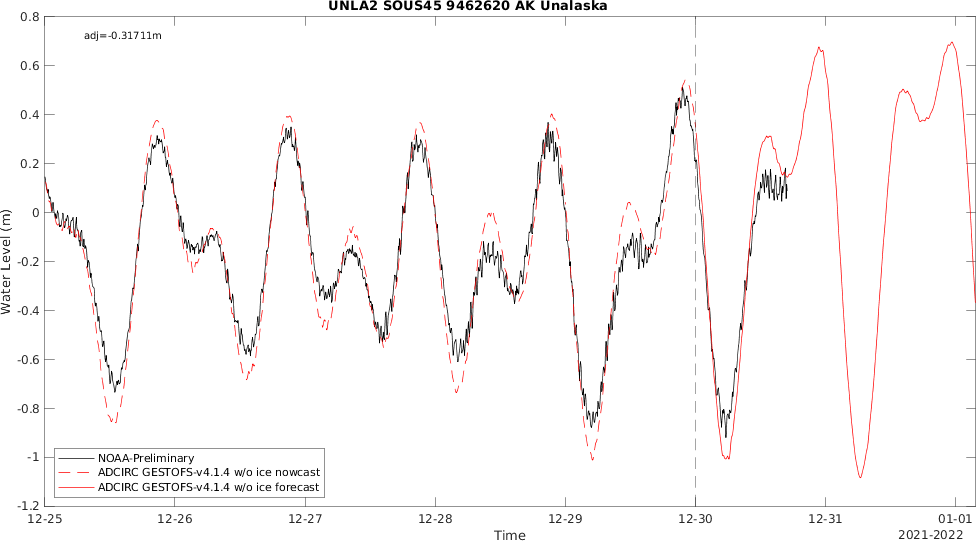 UNLA2 SOUS45 9462620 AK Unalaska
adj=-0.31711m
0.8
0.6
0.4
0.2
0
-0.2
-0.4
-0.6
-0.8
-1
-1.2
Water Level (m)
NOAA-Preliminary
ADCIRC GESTOFS-v4.1.4 w/o ice nowcast
ADCIRC GESTOFS-v4.1.4 w/o ice forecast
12-25 12-26 12-27 12-28 12-29 12-30 12-31 01-01
Time
2021-2022